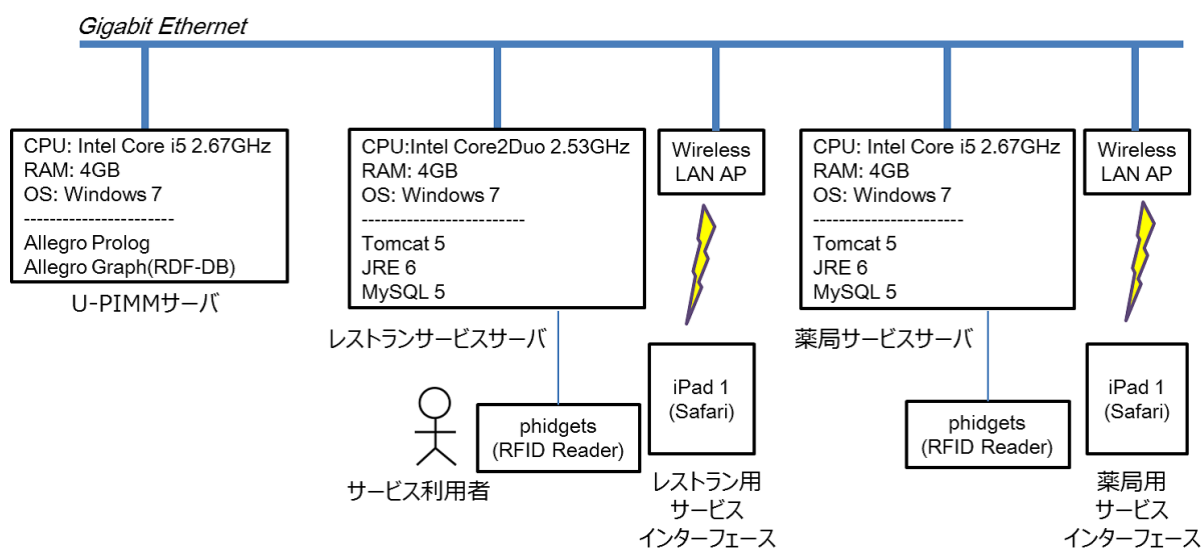 Gigabit Ethernet
CPU: Intel Core i5 2.67GHz
RAM: 4GB
OS: Windows 7
-----------------------
Allegro Prolog
Allegro Graph(RDF-DB)
U-PIMMサーバ
CPU:Intel Core2Duo 2.53GHz
RAM: 4GB
OS: Windows 7
-------------------------
Tomcat 5
JRE 6
MySQL 5
レストランサービスサーバ
Wireless
LAN AP
サービス利用者
phidgets
(RFID Reader)
iPad 1
(Safari)
レストラン用
サービス
インターフェース
CPU: Intel Core i5 2.67GHz
RAM: 4GB
OS: Windows 7
-----------------------
Tomcat 5
JRE 6
MySQL 5
薬局サービスサーバ
Wireless
LAN AP
phidgets
(RFID Reader)
iPad 1
(Safari)
薬局用
サービス
インターフェース